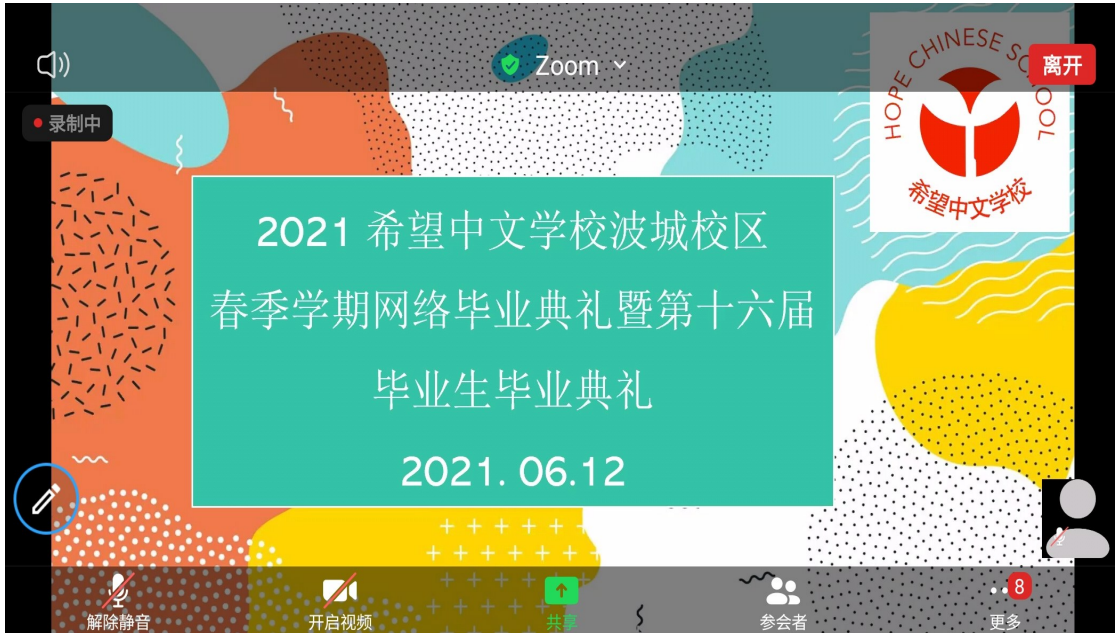 Zoom
离开
录制中
HOPE CHINESE SCHOOL
希望中文学校
2021 希望中文学校波城校区
春季学期网络毕业典礼暨第十六届
毕业生毕业典礼
2021. 06.12
解除静音
开启视频
共享
参会者
8
更多